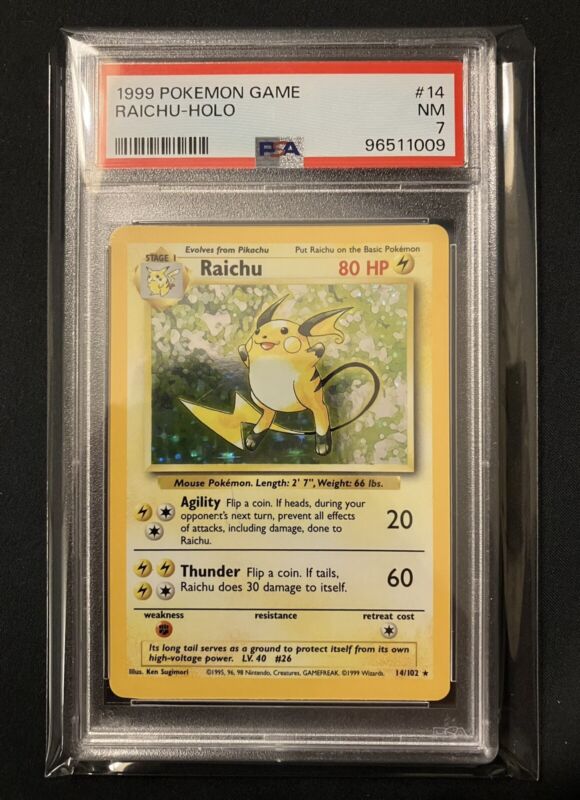 1999 POKEMON GAME #14
RAICHU-HOLO NM
7
PSA 96511009
Evolves from Pikachu Put Raichu on the Basic Pokémon
STAGE 1
Raichu 80 HP
Mouse Pokémon. Length: 2' 7", Weight: 66 lbs.
Agility Flip a coin. If heads, during your
opponent's next turn, prevent all effects
of attacks, including damage, done to
Raichu.
20
Thunder Flip a coin. If tails,
Raichu does 30 damage to itself.
60
weakness resistance retreat cost
Its long tail serves as a ground to protect itself from its own
high-voltage power. LV. 40 #26
Illus. Ken Sugimori ©1995, 96, 98 Nintendo, Creatures, GAMEFREAK. ©1999 Wizards. 14/102 ★
PSA